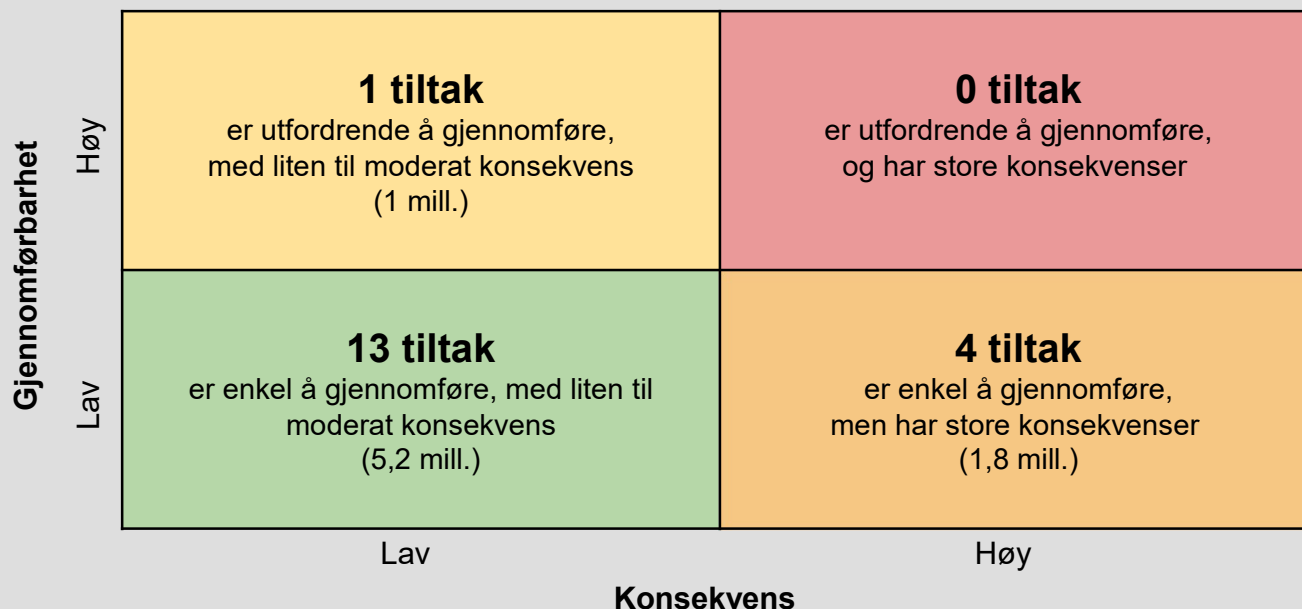 Gjennomførbarhet
Høy
1 tiltak
er utfordrende å gjennomføre,
med liten til moderat konsekvens
(1 mill.)
0 tiltak
er utfordrende å gjennomføre,
og har store konsekvenser
Lav
13 tiltak
er enkel å gjennomføre, med liten til
moderat konsekvens
(5,2 mill.)
4 tiltak
er enkel å gjennomføre,
men har store konsekvenser
(1,8 mill.)
Lav
Høy
Konsekvens